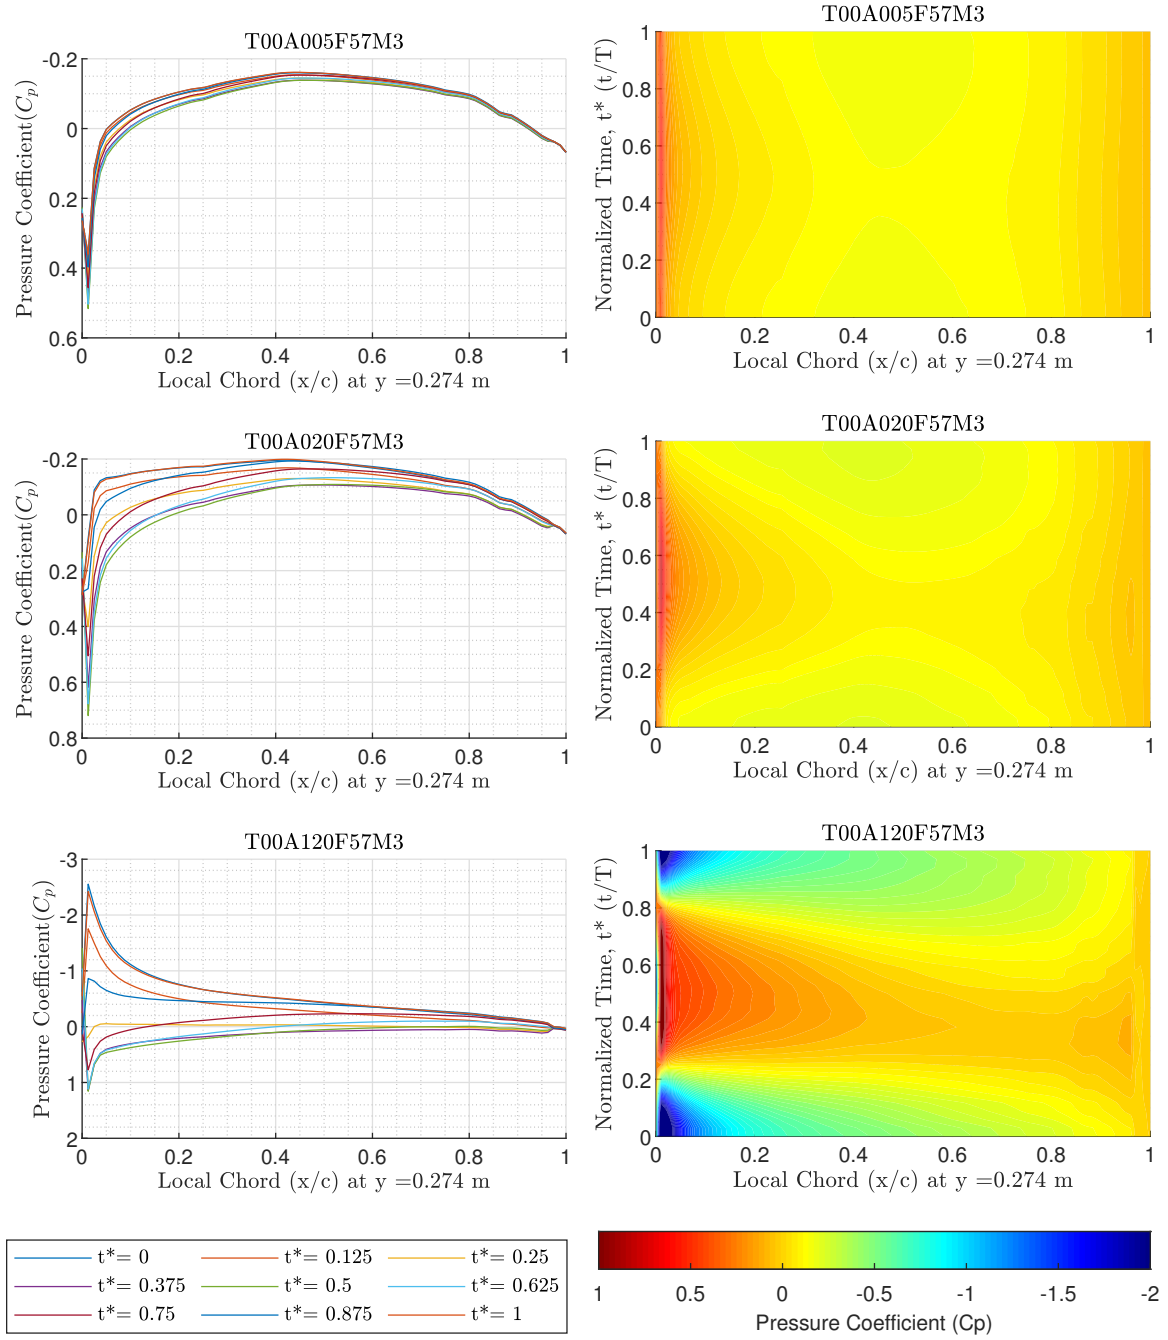 T00A005F57M3
Pressure Coefficient(Cp)
-0.2
0
0.2
0.4
0.6
0 0.2 0.4 0.6 0.8 1
Local Chord (x/c) at y =0.274 m
T00A005F57M3
Normalized Time, t* (t/T)
1
0.8
0.6
0.4
0.2
0
0 0.2 0.4 0.6 0.8 1
Local Chord (x/c) at y =0.274 m
T00A020F57M3
Pressure Coefficient(Cp)
-0.2
0
0.2
0.4
0.6
0.8
0 0.2 0.4 0.6 0.8 1
Local Chord (x/c) at y =0.274 m
T00A020F57M3
Normalized Time, t* (t/T)
1
0.8
0.6
0.4
0.2
0
0 0.2 0.4 0.6 0.8 1
Local Chord (x/c) at y =0.274 m
T00A120F57M3
Pressure Coefficient(Cp)
-3
-2
-1
0
1
2
0 0.2 0.4 0.6 0.8 1
Local Chord (x/c) at y =0.274 m
T00A120F57M3
Normalized Time, t* (t/T)
1
0.8
0.6
0.4
0.2
0
0 0.2 0.4 0.6 0.8 1
Local Chord (x/c) at y =0.274 m
t*= 0 t*= 0.125 t*= 0.25
t*= 0.375 t*= 0.5 t*= 0.625
t*= 0.75 t*= 0.875 t*= 1
1 0.5 0 -0.5 -1 -1.5 -2
Pressure Coefficient (Cp)